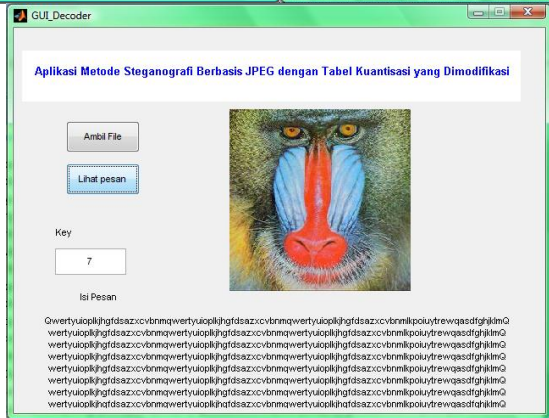 GUI_Decoder
Aplikasi Metode Steganografi Berbasis JPEG dengan Tabel Kuantisasi yang Dimodifikasi
Ambil File
Lihat pesan
Key
7
Isi Pesan
QwertyuioplkjhgfdsazxcvbnmqwertyuioplkjhgfdsazxcvbnmqwertyuioplkjhgfdsazxcvbnmlkpoiuytrewqasdfghjklmQ
wertyuioplkjhgfdsazxcvbnmqwertyuioplkjhgfdsazxcvbnmqwertyuioplkjhgfdsazxcvbnmlkpoiuytrewqasdfghjklmQ
wertyuioplkjhgfdsazxcvbnmqwertyuioplkjhgfdsazxcvbnmqwertyuioplkjhgfdsazxcvbnmlkpoiuytrewqasdfghjklmQ
wertyuioplkjhgfdsazxcvbnmqwertyuioplkjhgfdsazxcvbnmqwertyuioplkjhgfdsazxcvbnmlkpoiuytrewqasdfghjklmQ
wertyuioplkjhgfdsazxcvbnmqwertyuioplkjhgfdsazxcvbnmqwertyuioplkjhgfdsazxcvbnmlkpoiuytrewqasdfghjklmQ
wertyuioplkjhgfdsazxcvbnmqwertyuioplkjhgfdsazxcvbnmqwertyuioplkjhgfdsazxcvbnmlkpoiuytrewqasdfghjklmQ
wertyuioplkjhgfdsazxcvbnmqwertyuioplkjhgfdsazxcvbnmqwertyuioplkjhgfdsazxcvbnmlkpoiuytrewqasdfghjklmQ
wertyuioplkjhgfdsazxcvbnmqwertyuioplkjhgfdsazxcvbnmqwertyuioplkjhgfdsazxcvbnmlkpoiuytrewqasdfghjklmQ